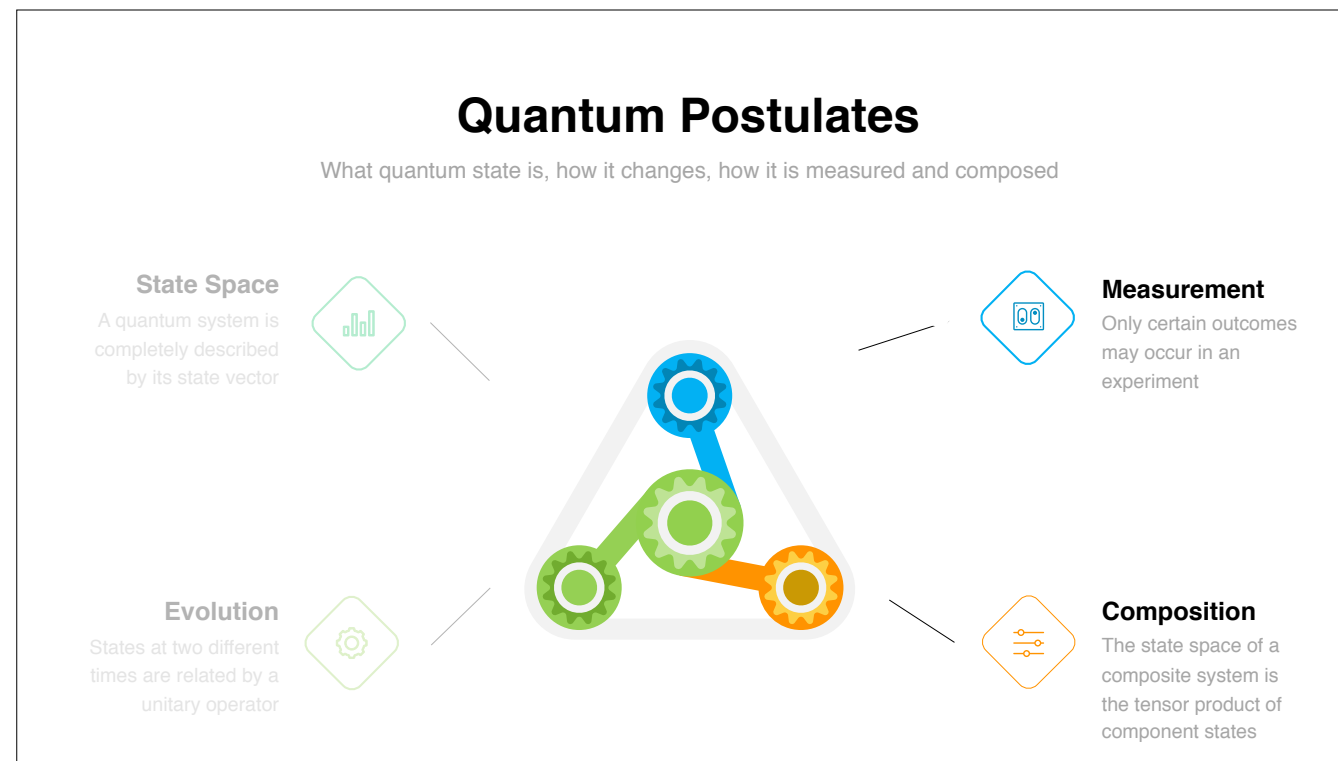 Quantum Postulates
What quantum state is, how it changes, how it is measured and composed
State Space
A quantum system is
completely described
by its state vector
Measurement
Only certain outcomes
may occur in an
experiment
Evolution
States at two different
times are related by a
unitary operator
Composition
The state space of a
composite system is
the tensor product of
component states